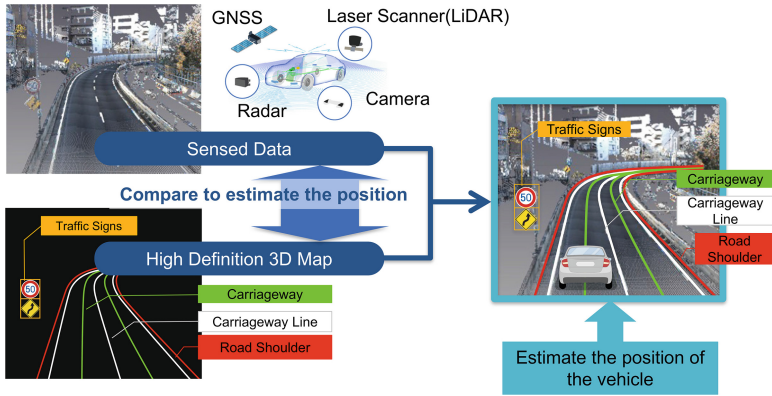 GNSS
Laser Scanner(LiDAR)
Radar
Camera
Sensed Data
Compare to estimate the position
Traffic Signs
High Definition 3D Map
50
Carriageway
Carriageway Line
Road Shoulder
Traffic Signs
50
Carriageway
Carriageway
Line
Road
Shoulder
Estimate the position of
the vehicle